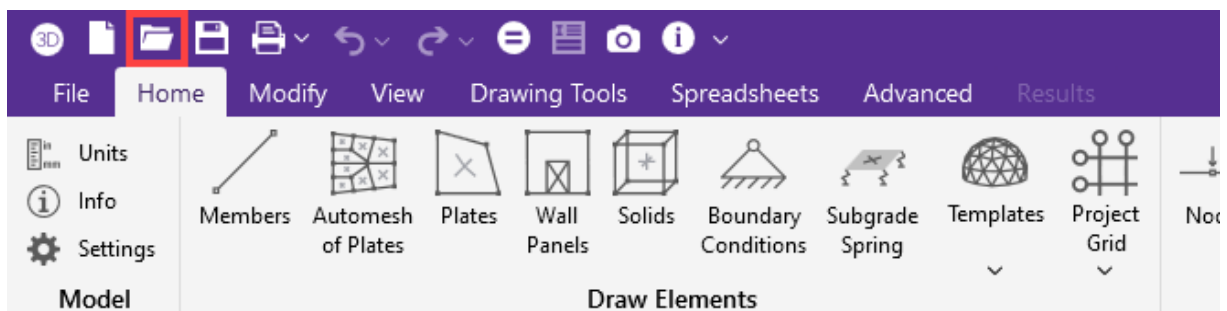 3D
File Home Modify View Drawing Tools Spreadsheets Advanced Results
Units
Info
Settings
Model
Members
Automesh
of Plates
Plates
Wall
Panels
Solids
Boundary
Conditions
Subgrade
Spring
Templates
Project
Grid
Draw Elements